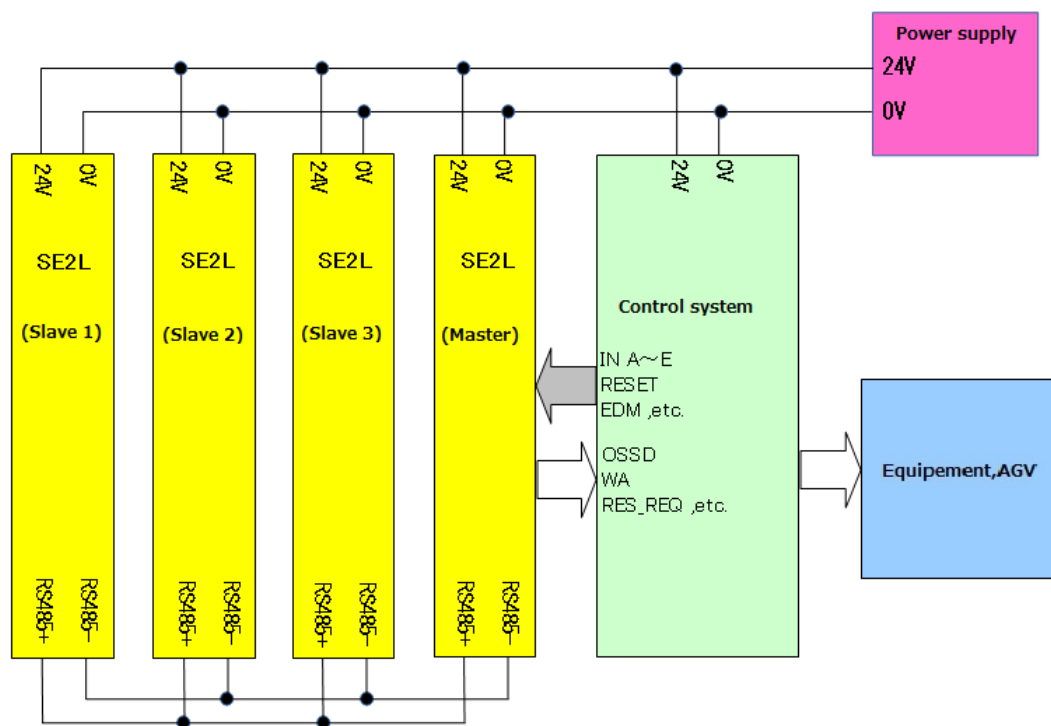 Power supply
24V
0V
24V
0V
24V
0V
24V
0V
24V
0V
24V
0V
SE2L
(Slave 1)
SE2L
(Slave 2)
SE2L
(Slave 3)
SE2L
(Master)
Control system
IN A～E
RESET
EDM ,etc.
OSSD
WA
RES_REQ ,etc.
Equipement,AGV
RS485+
RS485-
RS485+
RS485-
RS485+
RS485-
RS485+
RS485-